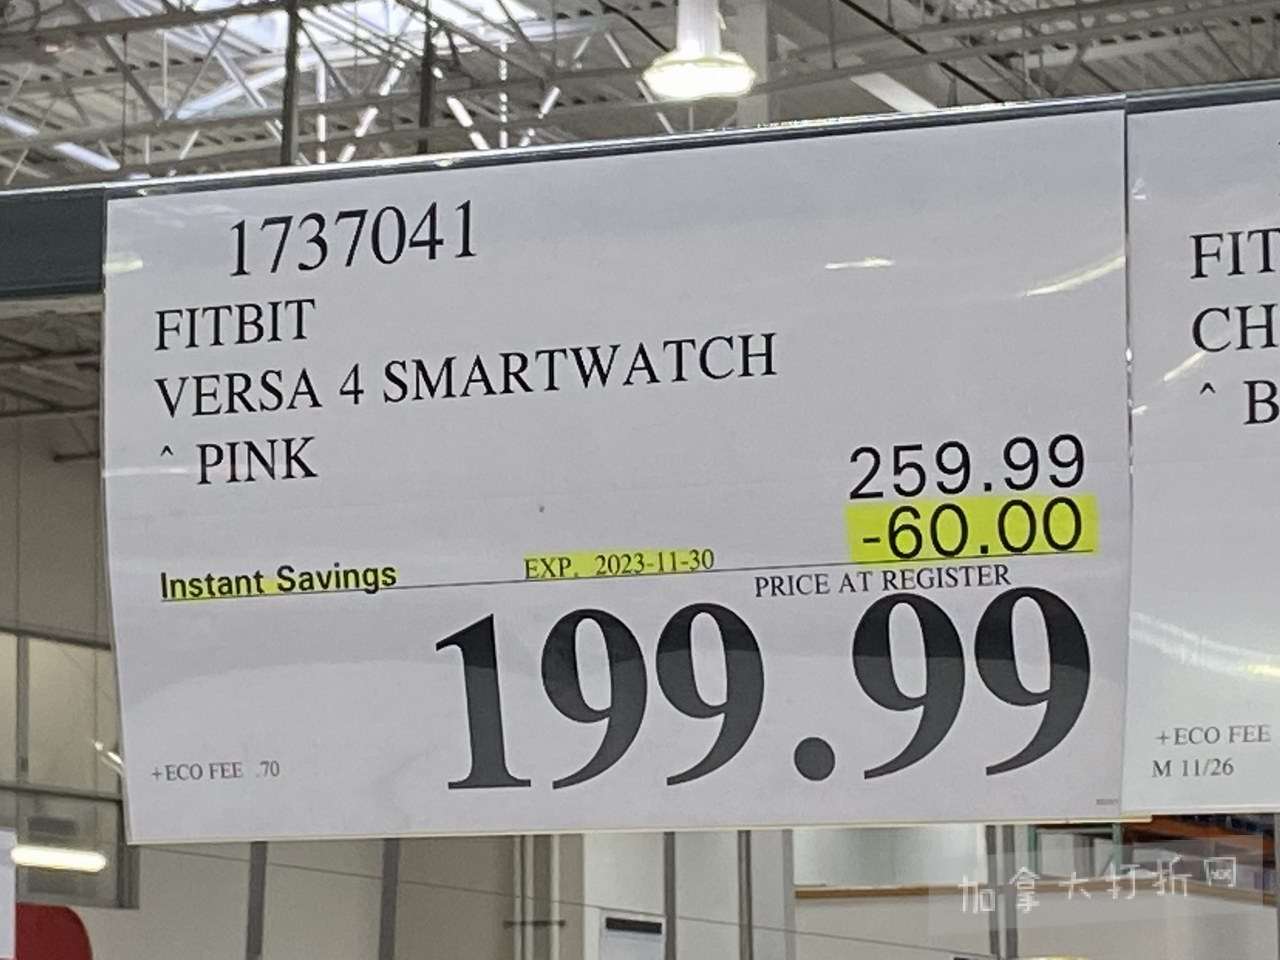 1737041
FITBIT
VERSA 4 SMARTWATCH
^ PINK
259.99
-60.00
Instant Savings EXP. 2023-11-30
PRICE AT REGISTER
199.99
+ECO FEE .70
FIT
CH
^ B
+ECO FEE
M 11/26
加拿大打折网